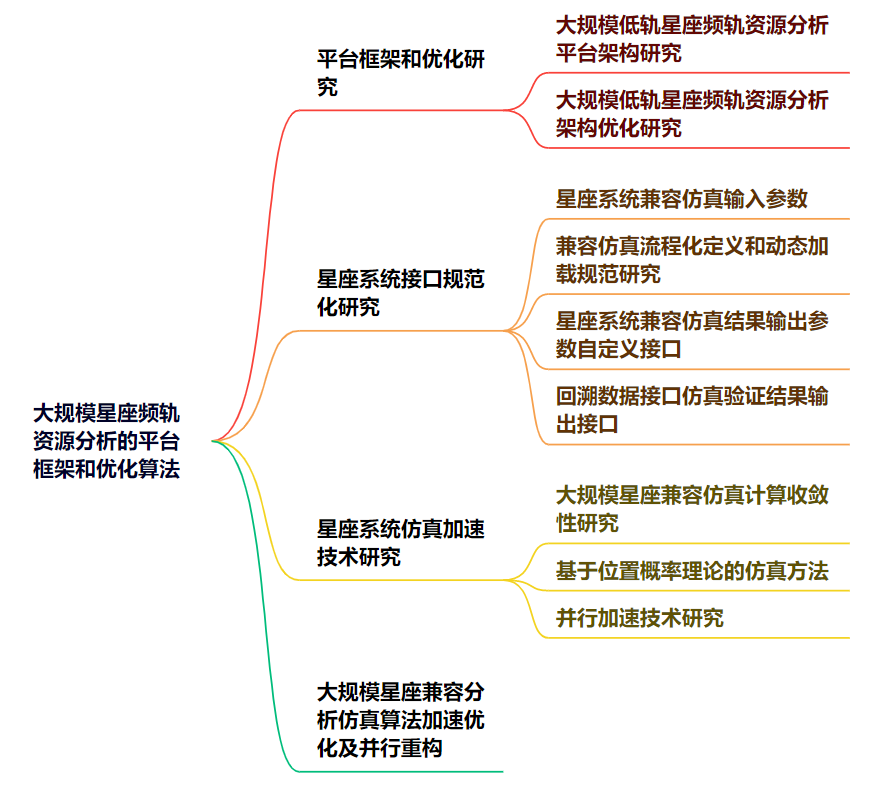 大规模星座频轨
资源分析的平台
框架和优化算法
平台框架和优化研
究
大规模低轨星座频轨资源分析
平台架构研究
大规模低轨星座频轨资源分析
架构优化研究
星座系统接口规范
化研究
星座系统兼容仿真输入参数
兼容仿真流程化定义和动态加
载规范研究
星座系统兼容仿真结果输出参
数自定义接口
回溯数据接口仿真验证结果输
出接口
星座系统仿真加速
技术研究
大规模星座兼容仿真计算收敛
性研究
基于位置概率理论的仿真方法
并行加速技术研究
大规模星座兼容分
析仿真算法加速优
化及并行重构